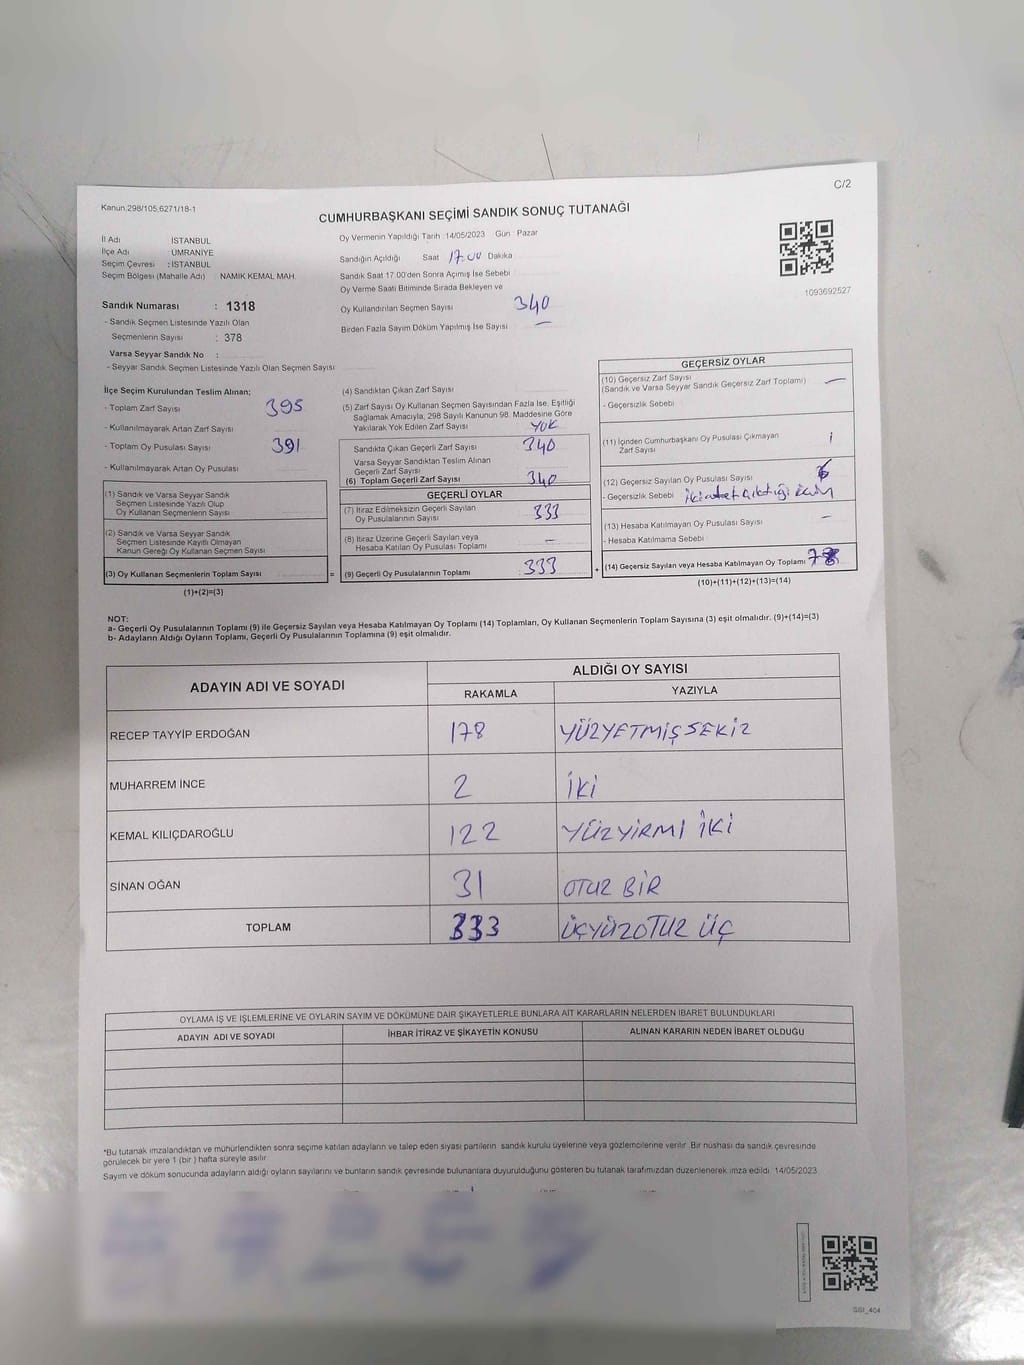 C/2
Kanun.298/105,6271/18-1
CUMHURBAŞKANI SEÇİMİ SANDIK SONUÇ TUTANAĞI
İl Adı İSTANBUL
İlçe Adı ÜMRANİYE
Seçim Çevresi : İSTANBUL
Seçim Bölgesi (Mahalle Adı) NAMIK KEMAL MAH.
Sandık Numarası : 1318
- Sandık Seçmen Listesinde Yazılı Olan
Seçmenlerin Sayısı : 378
Varsa Seyyar Sandık No :
- Seyyar Sandık Seçmen Listesinde Yazılı Olan Seçmen Sayısı
Oy Vermenin Yapıldığı Tarih : 14/05/2023 Gün : Pazar
Sandığın Açıldığı Saat 17.00 Dakika
Sandık Saat 17.00'den Sonra Açılmış İse Sebebi
Oy Verme Saati Bitiminde Sırada Bekleyen ve
Oy Kullandırılan Seçmen Sayısı 340
Birden Fazla Sayım Döküm Yapılmış İse Sayısı —
1093692527
İlçe Seçim Kurulundan Teslim Alınan;
- Toplam Zarf Sayısı 395
- Kullanılmayarak Artan Zarf Sayısı
- Toplam Oy Pusulası Sayısı 391
- Kullanılmayarak Artan Oy Pusulası
(1) Sandık ve Varsa Seyyar Sandık
Seçmen Listesinde Yazılı Olup
Oy Kullanan Seçmenlerin Sayısı
(2) Sandık ve Varsa Seyyar Sandık
Seçmen Listesinde Kayıtlı Olmayan
Kanun Gereği Oy Kullanan Seçmen Sayısı
(3) Oy Kullanan Seçmenlerin Toplam Sayısı =
(1)+(2)=(3)
(4) Sandıktan Çıkan Zarf Sayısı
(5) Zarf Sayısı Oy Kullanan Seçmen Sayısından Fazla İse, Eşitliği
Sağlamak Amacıyla, 298 Sayılı Kanunun 98. Maddesine Göre
Yakılarak Yok Edilen Zarf Sayısı YOK
Sandıkta Çıkan Geçerli Zarf Sayısı 340
Varsa Seyyar Sandıktan Teslim Alınan
Geçerli Zarf Sayısı
(6) Toplam Geçerli Zarf Sayısı 340
GEÇERLİ OYLAR
(7) İtiraz Edilmeksizin Geçerli Sayılan
Oy Pusulalarının Sayısı 333
(8) İtiraz Üzerine Geçerli Sayılan veya
Hesaba Katılan Oy Pusulası Toplamı —
(9) Geçerli Oy Pusulalarının Toplamı 333 +
GEÇERSİZ OYLAR
(10) Geçersiz Zarf Sayısı
(Sandık ve Varsa Seyyar Sandık Geçersiz Zarf Toplamı) —
- Geçersizlik Sebebi
(11) İçinden Cumhurbaşkanı Oy Pusulası Çıkmayan
Zarf Sayısı 1
(12) Geçersiz Sayılan Oy Pusulası Sayısı
- Geçersizlik Sebebi
(13) Hesaba Katılmayan Oy Pusulası Sayısı —
- Hesaba Katılmama Sebebi
(14) Geçersiz Sayılan veya Hesaba Katılmayan Oy Toplamı
(10)+(11)+(12)+(13)=(14)
NOT:
a- Geçerli Oy Pusulalarının Toplamı (9) ile Geçersiz Sayılan veya Hesaba Katılmayan Oy Toplamı (14) Toplamları, Oy Kullanan Seçmenlerin Toplam Sayısına (3) eşit olmalıdır. (9)+(14)=(3)
b- Adayların Aldığı Oyların Toplamı, Geçerli Oy Pusulalarının Toplamına (9) eşit olmalıdır.
ADAYIN ADI VE SOYADI
ALDIĞI OY SAYISI
RAKAMLA YAZIYLA
RECEP TAYYİP ERDOĞAN 178 YÜZYETMİŞSEKİZ
MUHARREM İNCE 2 İKİ
KEMAL KILIÇDAROĞLU 122 YÜZYİRMİ İKİ
SİNAN OĞAN 31 OTUZ BİR
TOPLAM 333 ÜÇYÜZOTUZ ÜÇ
OYLAMA İŞ VE İŞLEMLERİNE VE OYLARIN SAYIM VE DÖKÜMÜNE DAİR ŞİKAYETLERLE BUNLARA AİT KARARLARIN NELERDEN İBARET BULUNDUKLARI
ADAYIN ADI VE SOYADI İHBAR İTİRAZ VE ŞİKAYETİN KONUSU ALINAN KARARIN NEDEN İBARET OLDUĞU
*Bu tutanak imzalandıktan ve mühürlendikten sonra seçime katılan adayların ve talep eden siyasi partilerin sandık kurulu üyelerine veya gözlemcilerine verilir. Bir nüshası da sandık çevresinde
görülecek bir yere 1 (bir ) hafta süreyle asılır.
Sayım ve döküm sonucunda adayların aldığı oyların sayılarını ve bunların sandık çevresinde bulunanlara duyurulduğunu gösteren bu tutanak tarafımızdan düzenlenerek imza edildi. 14/05/2023